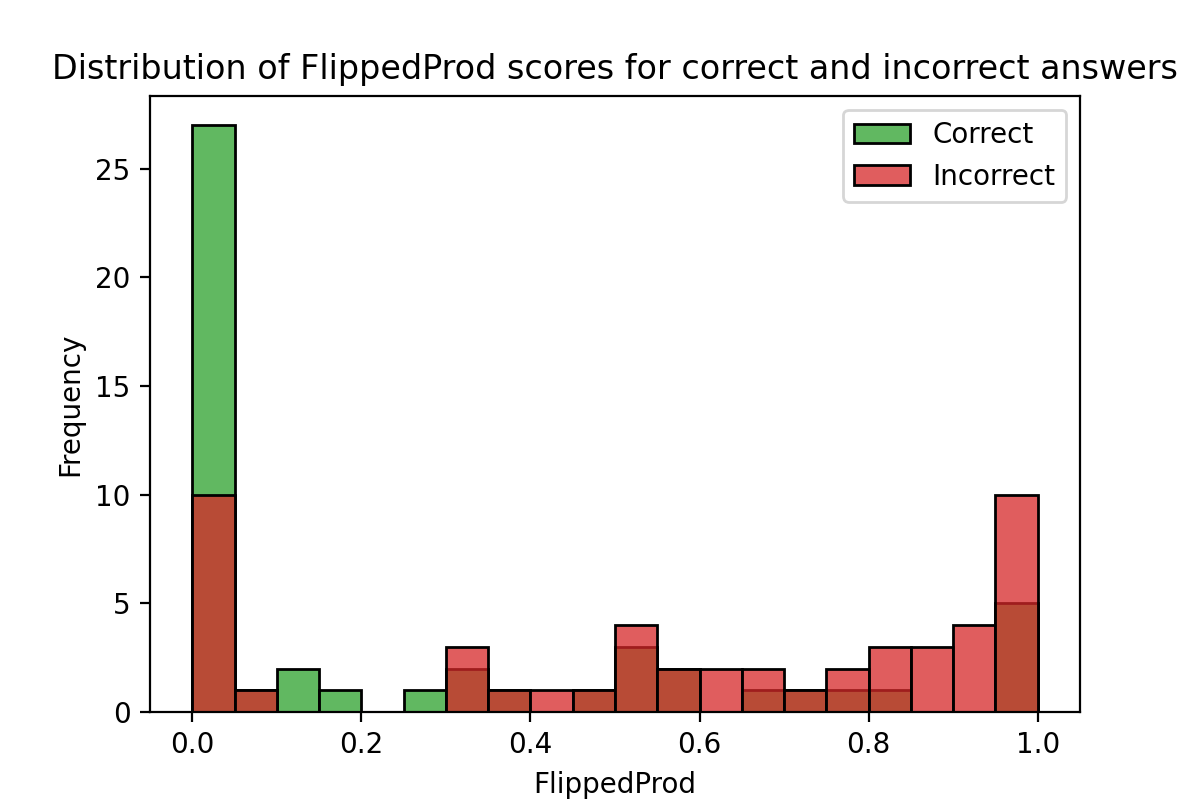 Distribution of FlippedProd scores for correct and incorrect answers
Correct
Incorrect
25
20
15
10
5
0
Frequency
0.0 0.2 0.4 0.6 0.8 1.0
FlippedProd